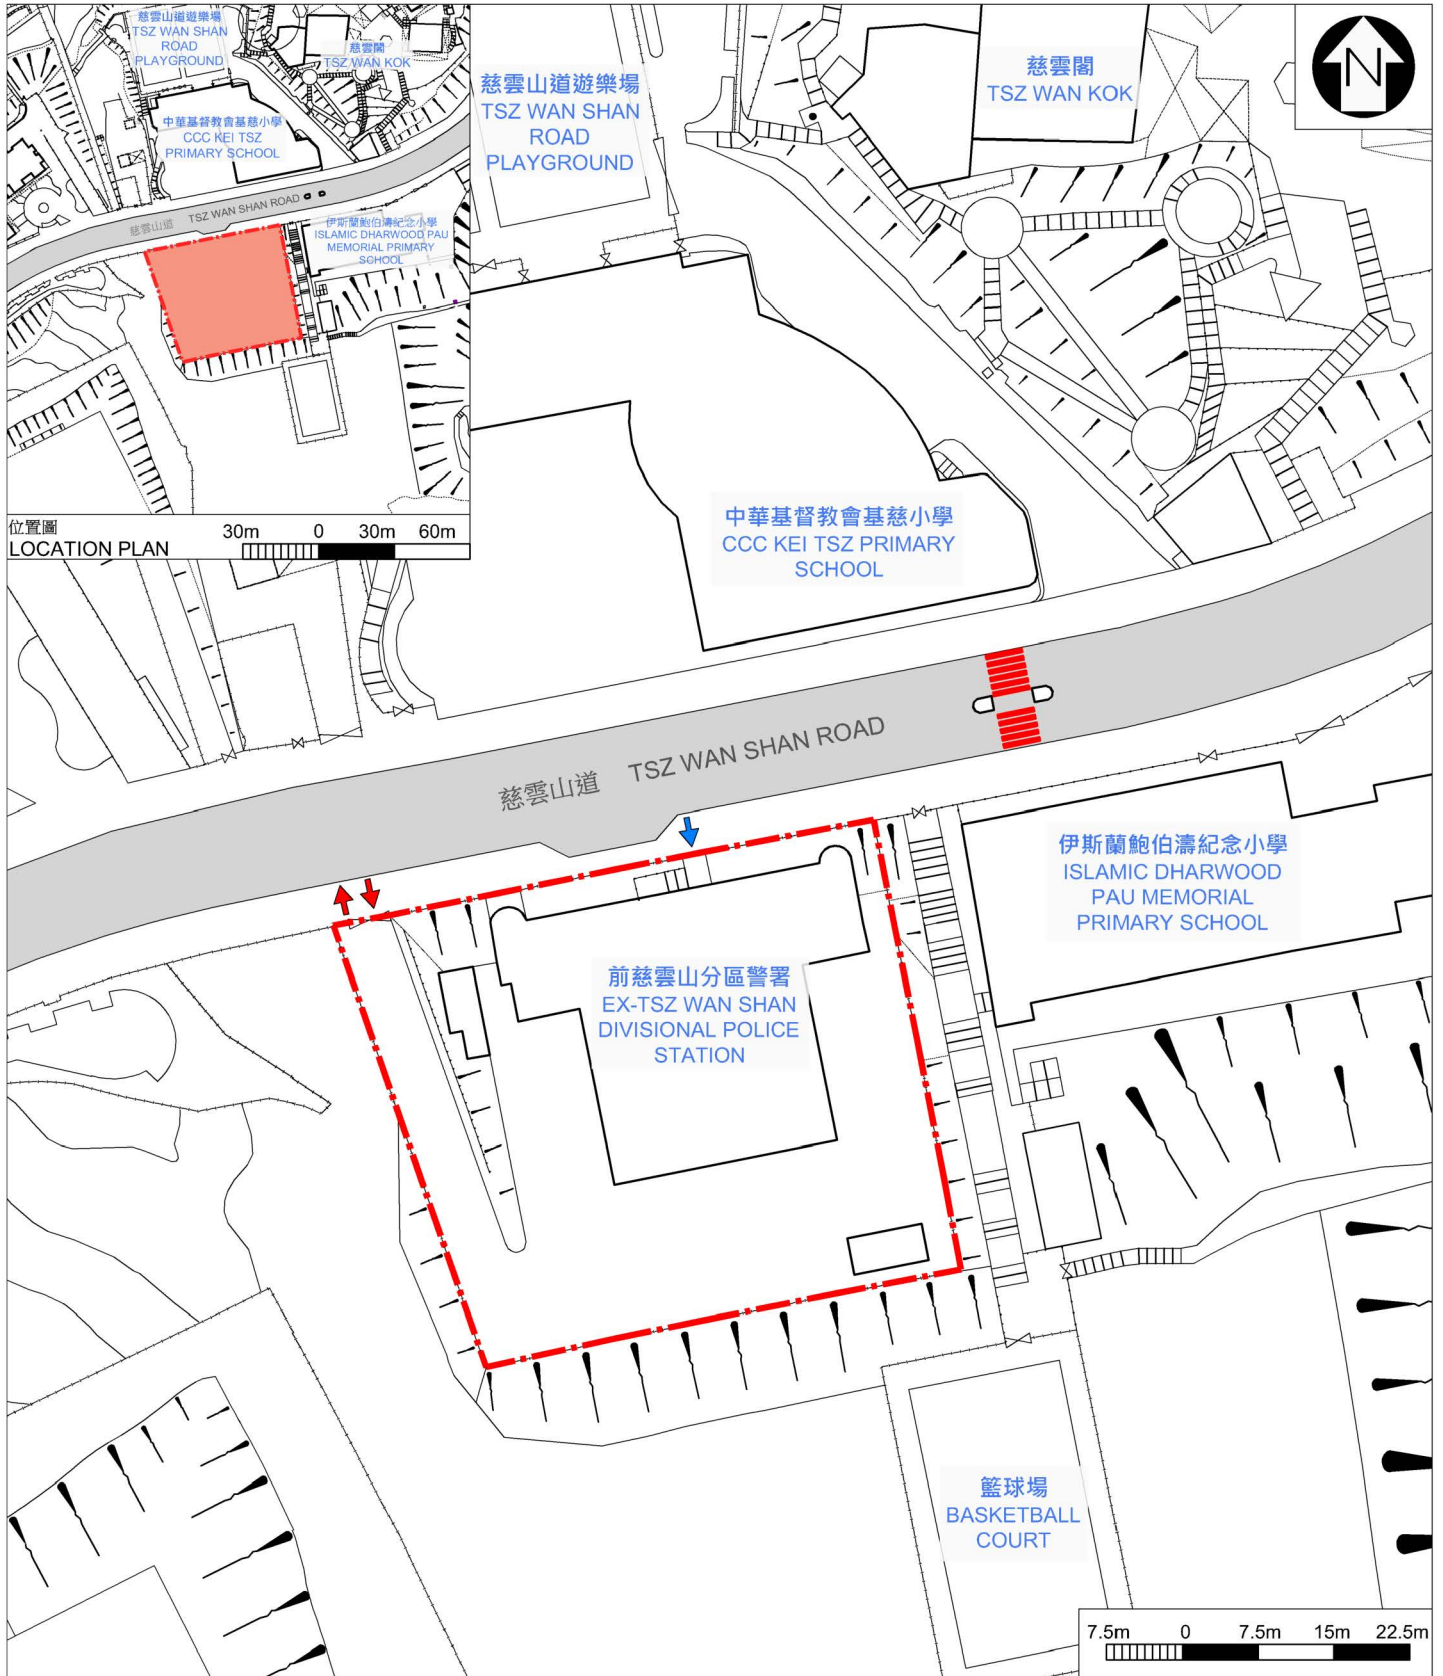 慈雲山道遊樂場
TSZ WAN SHAN
ROAD
PLAYGROUND
慈雲閣
TSZ WAN KOK
中華基督教會基慈小學
CCC KEI TSZ
PRIMARY SCHOOL
慈雲山道 TSZ WAN SHAN ROAD
伊斯蘭鮑伯濤紀念小學
ISLAMIC DHARWOOD PAU
MEMORIAL PRIMARY
SCHOOL
位置圖
LOCATION PLAN
30m 0 30m 60m
慈雲山道遊樂場
TSZ WAN SHAN
ROAD
PLAYGROUND
慈雲閣
TSZ WAN KOK
N
中華基督教會基慈小學
CCC KEI TSZ PRIMARY
SCHOOL
慈雲山道 TSZ WAN SHAN ROAD
伊斯蘭鮑伯濤紀念小學
ISLAMIC DHARWOOD
PAU MEMORIAL
PRIMARY SCHOOL
前慈雲山分區警署
EX-TSZ WAN SHAN
DIVISIONAL POLICE
STATION
籃球場
BASKETBALL
COURT
7.5m 0 7.5m 15m 22.5m